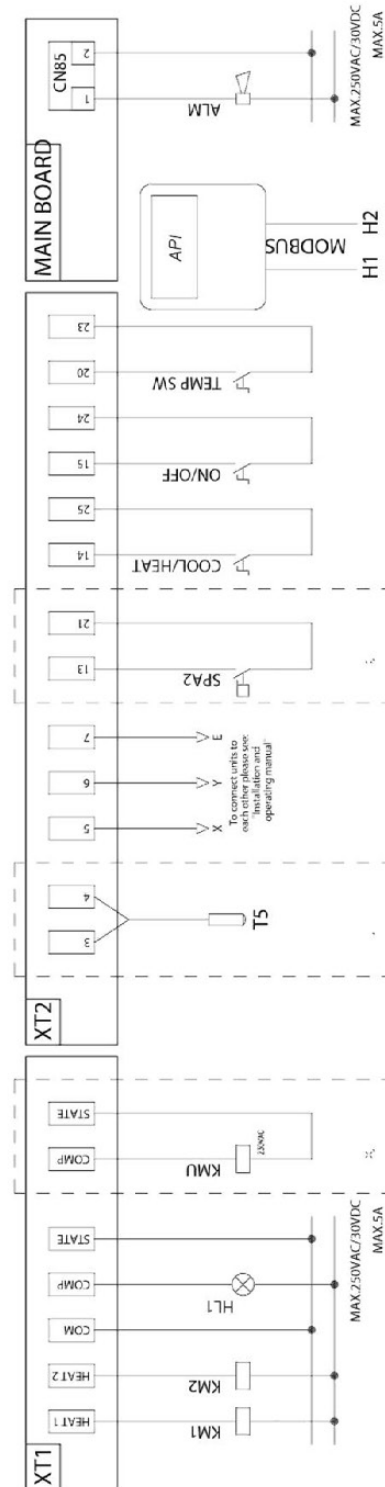 XT1
HEAT 1
HEAT 2
COM
COMP
STATE
COMP
STATE
KM1
KM2
HL1
KMU
230VAC
MAX.250VAC/30VDC
MAX.5A
XT2
3
4
5
6
7
13
21
14
25
15
24
20
23
T5
X
Y
E
To connect units to
each other please see:
"Installation and
operating manual"
SPA2
COOL/HEAT
ON/OFF
TEMP SW
MAIN BOARD
CN85
1
2
API
MODBUS
H1
H2
ALM
MAX.250VAC/30VDC
MAX.5A